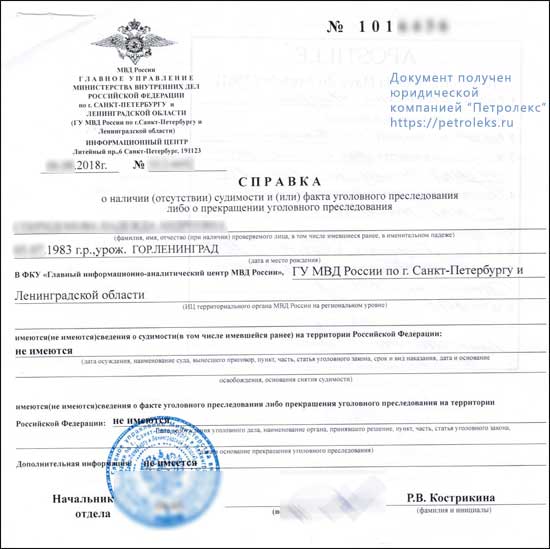 № 101
МВД России
ГЛАВНОЕ УПРАВЛЕНИЕ
МИНИСТЕРСТВА ВНУТРЕННИХ ДЕЛ
РОССИЙСКОЙ ФЕДЕРАЦИИ
по г. САНКТ-ПЕТЕРБУРГУ и
ЛЕНИНГРАДСКОЙ ОБЛАСТИ
(ГУ МВД России по г.Санкт-Петербургу и
Ленинградской области)
ИНФОРМАЦИОННЫЙ ЦЕНТР
Литейный пр.,6 Санкт-Петербург, 191123
2018г. №
Документ получен
юридической
компанией "Петролекс"
https://petroleks.ru
СПРАВКА
о наличии (отсутствии) судимости и (или) факта уголовного преследования
либо о прекращении уголовного преследования
(фамилия, имя, отчество (при наличии) проверяемого лица, в том числе имевшиеся ранее, в именительном падеже)
1983 г.р.,урож. ГОР.ЛЕНИНГРАД
(дата и место рождения)
В ФКУ «Главный информационно-аналитический центр МВД России», ГУ МВД России по г. Санкт-Петербургу и
Ленинградской области
(ИЦ территориального органа МВД России на региональном уровне)
имеются(не имеются)сведения о судимости(в том числе имевшейся ранее) на территории Российской Федерации:
не имеются
(дата осуждения, наименование суда, вынесшего приговор, пункт, часть, статья уголовного закона, срок и вид наказания, дата и основание
освобождения, основания снятия судимости)
имеются(не имеются)сведения о факте уголовного преследования либо прекращения уголовного преследования на территории
Российской Федерации: не имеются
уголовного дела, наименование органа, принявшего решение, пункт, часть, статья уголовного закона,
основание прекращения уголовного преследования)
Дополнительная информация: не имеется
Начальник
отдела
Р.В. Кострикина
(фамилия и инициалы)